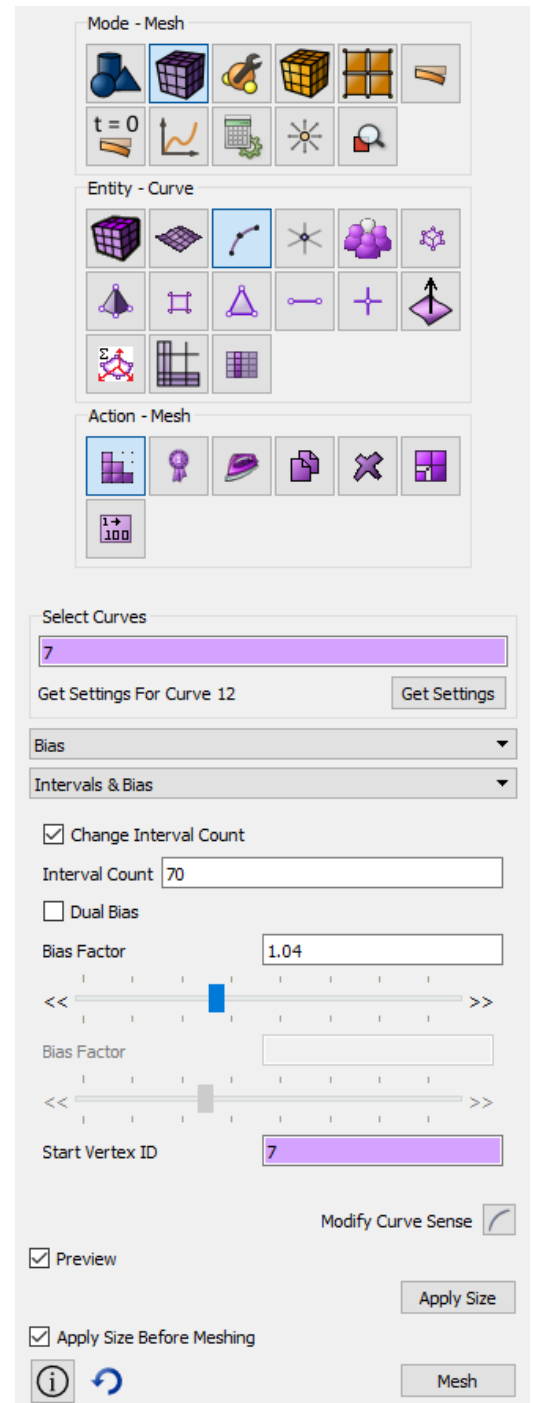 Mode - Mesh
t = 0
Entity - Curve
Σ
Action - Mesh
1→
100
Select Curves
7
Get Settings For Curve 12 Get Settings
Bias
Intervals & Bias
Change Interval Count
Interval Count 70
Dual Bias
Bias Factor 1.04
<< >>
Bias Factor
<< >>
Start Vertex ID 7
Modify Curve Sense
Preview
Apply Size
Apply Size Before Meshing
i
Mesh